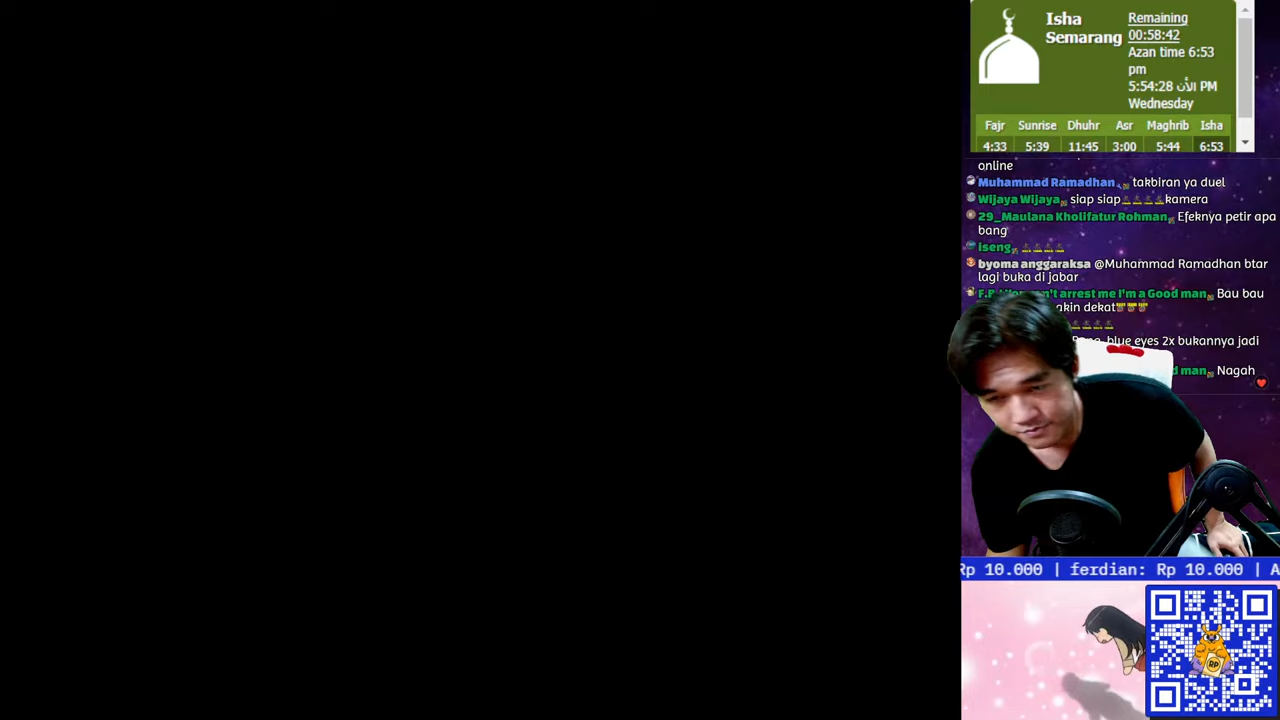 Isha
Semarang
Remaining
00:58:42
Azan time 6:53
pm
5:54:28 الآن PM
Wednesday
Fajr Sunrise Dhuhr Asr Maghrib Isha
4:33 5:39 11:45 3:00 5:44 6:53
online
Muhammad Ramadhan takbiran ya duel
Wijaya Wijaya siap siap kamera
29_Maulana Kholifatur Rohman Efeknya petir apa
bang
Iseng
byoma anggaraksa @Muhammad Ramadhan btar
lagi buka di jabar
arrest me I'm a Good man Bau bau
akin dekat
blue eyes 2x bukannya jadi
d man Nagah
Rp 10.000 | ferdian: Rp 10.000 | A
RP